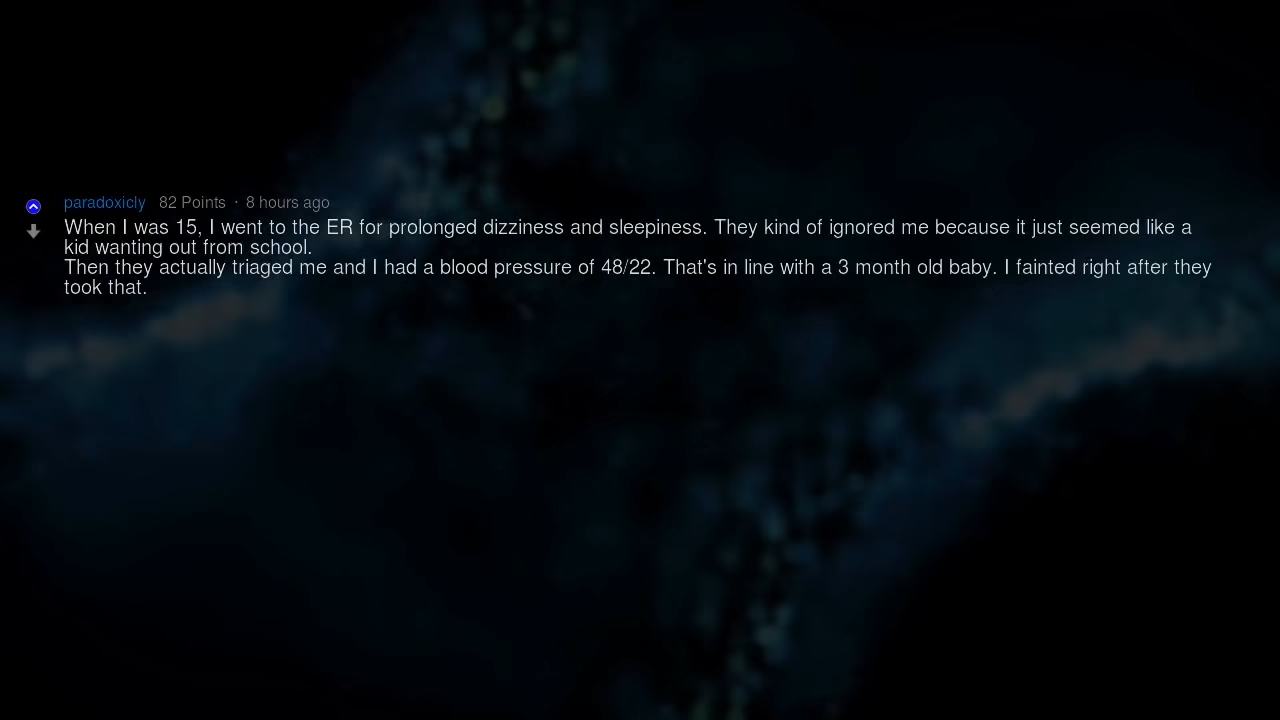 paradoxicly 82 Points · 8 hours ago
When I was 15, I went to the ER for prolonged dizziness and sleepiness. They kind of ignored me because it just seemed like a
kid wanting out from school.
Then they actually triaged me and I had a blood pressure of 48/22. That's in line with a 3 month old baby. I fainted right after they
took that.